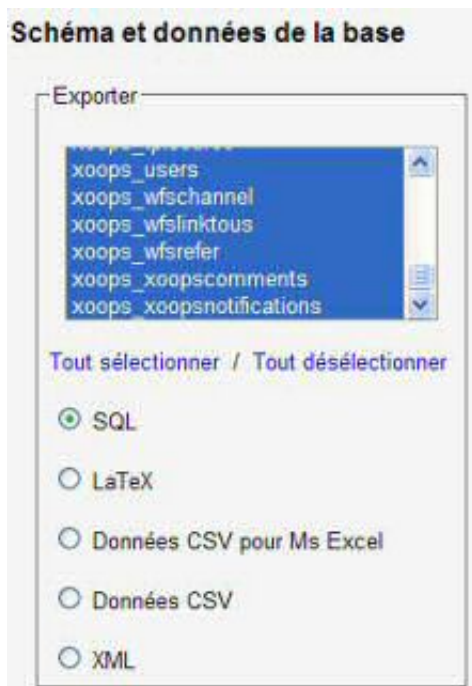 Schéma et données de la base
Exporter
xoops_users
xoops_wfschannel
xoops_wfslinktous
xoops_wfsrefer
xoops_xoopscomments
xoops_xoopsnotifications
Tout sélectionner / Tout désélectionner
SQL
LaTeX
Données CSV pour Ms Excel
Données CSV
XML